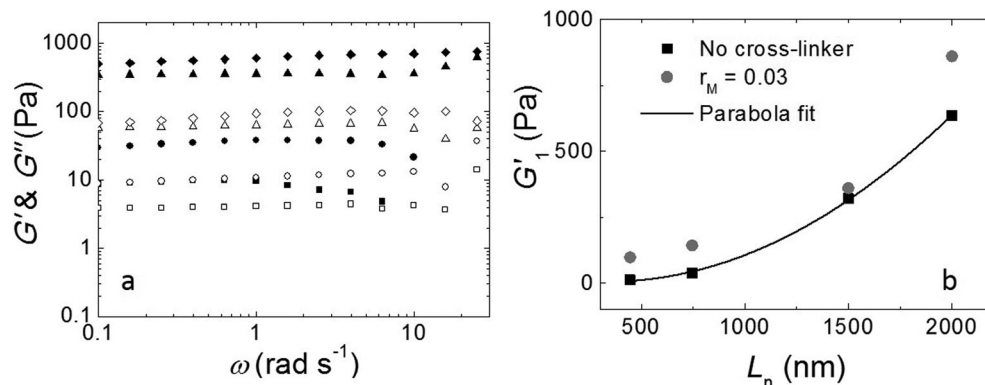 1000
100
10
1
0.1
G′ & G″ (Pa)
a
0.1
1
10
ω (rad s⁻¹)
1000
500
0
G′₁ (Pa)
No cross-linker
r_M = 0.03
Parabola fit
b
500
1000
1500
2000
Lₙ (nm)